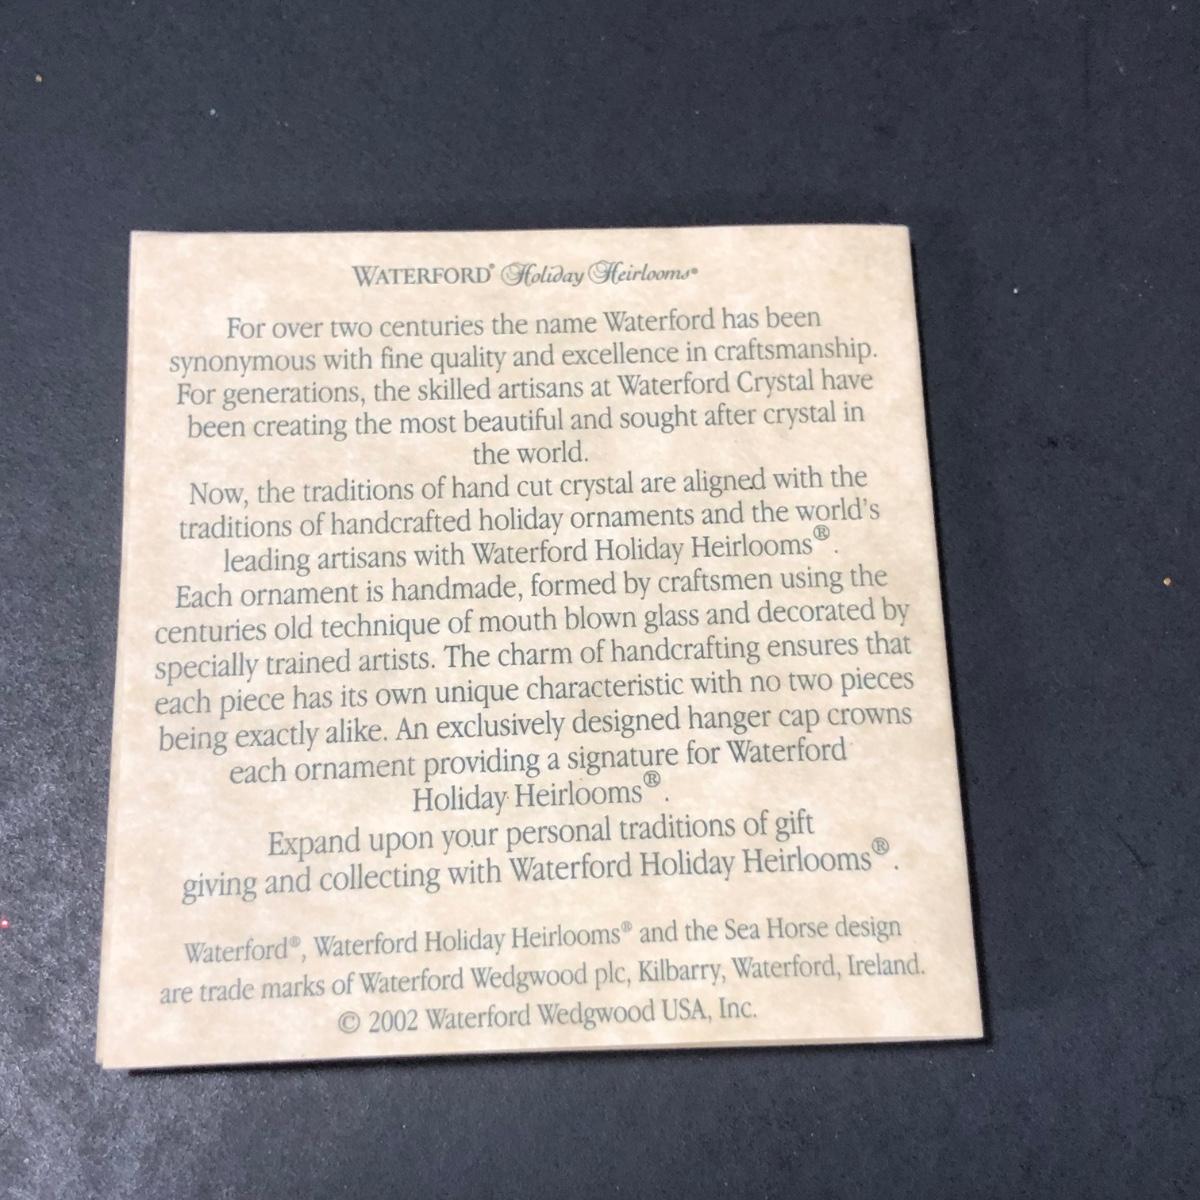 WATERFORD® Holiday Heirlooms®
For over two centuries the name Waterford has been
synonymous with fine quality and excellence in craftsmanship.
For generations, the skilled artisans at Waterford Crystal have
been creating the most beautiful and sought after crystal in
the world.
Now, the traditions of hand cut crystal are aligned with the
traditions of handcrafted holiday ornaments and the world's
leading artisans with Waterford Holiday Heirlooms®.
Each ornament is handmade, formed by craftsmen using the
centuries old technique of mouth blown glass and decorated by
specially trained artists. The charm of handcrafting ensures that
each piece has its own unique characteristic with no two pieces
being exactly alike. An exclusively designed hanger cap crowns
each ornament providing a signature for Waterford
Holiday Heirlooms®.
Expand upon your personal traditions of gift
giving and collecting with Waterford Holiday Heirlooms®.
Waterford®, Waterford Holiday Heirlooms® and the Sea Horse design
are trade marks of Waterford Wedgwood plc, Kilbarry, Waterford, Ireland.
© 2002 Waterford Wedgwood USA, Inc.